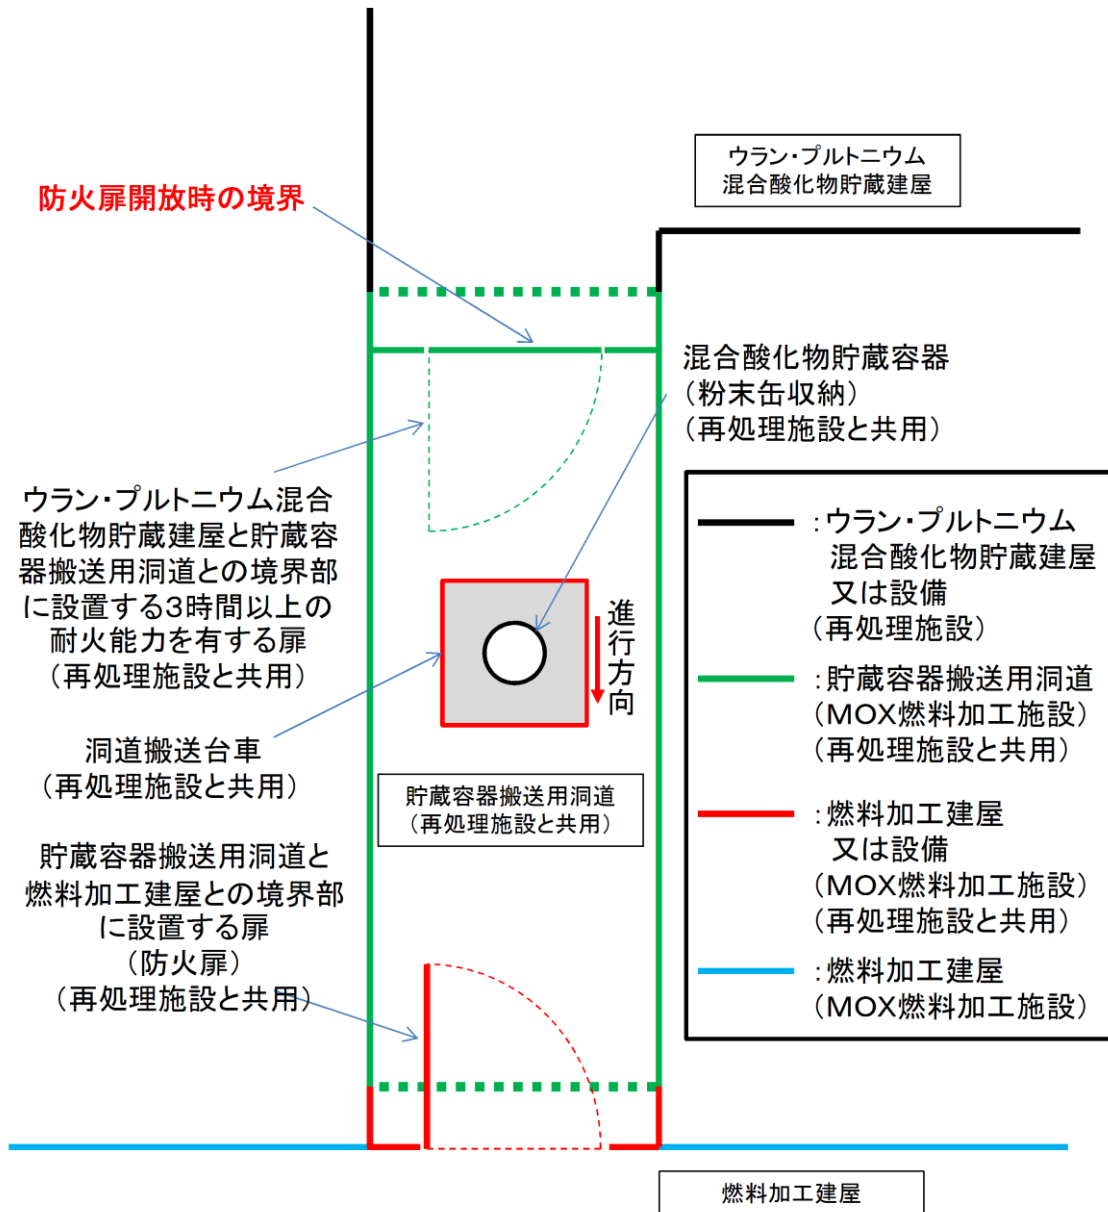 ウラン・プルトニウム
混合酸化物貯蔵建屋
防火扉開放時の境界
混合酸化物貯蔵容器
（粉末缶収納）
（再処理施設と共用）
ウラン・プルトニウム混合
酸化物貯蔵建屋と貯蔵容
器搬送用洞道との境界部
に設置する3時間以上の
耐火能力を有する扉
（再処理施設と共用）
進行方向
洞道搬送台車
（再処理施設と共用）
貯蔵容器搬送用洞道
（再処理施設と共用）
貯蔵容器搬送用洞道と
燃料加工建屋との境界部
に設置する扉
（防火扉）
（再処理施設と共用）
：ウラン・プルトニウム
混合酸化物貯蔵建屋
又は設備
（再処理施設）
：貯蔵容器搬送用洞道
（MOX燃料加工施設）
（再処理施設と共用）
：燃料加工建屋
又は設備
（MOX燃料加工施設）
（再処理施設と共用）
：燃料加工建屋
（MOX燃料加工施設）
燃料加工建屋